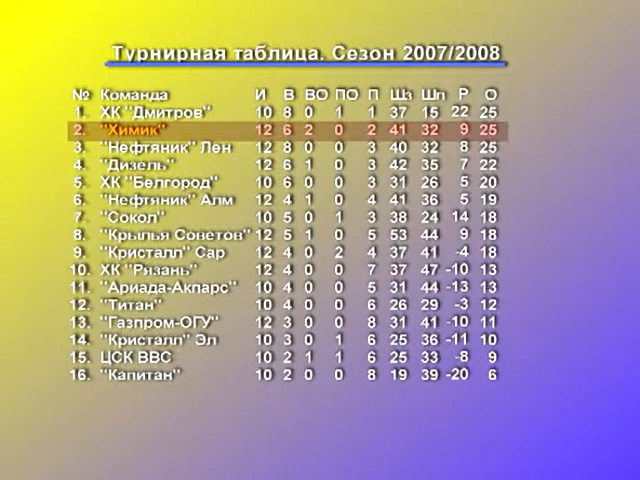 Турнирная таблица. Сезон 2007/2008
№ Команда И В ВО ПО П Шз Шп Р О
1. ХК "Дмитров" 10 8 0 1 1 37 15 22 25
2. "Химик" 12 6 2 0 2 41 32 9 25
3. "Нефтяник" Лен 12 8 0 0 3 40 32 8 25
4. "Дизель" 12 6 1 0 3 42 35 7 22
5. ХК "Белгород" 10 6 0 0 3 31 26 5 20
6. "Нефтяник" Алм 12 4 1 0 4 41 36 5 19
7. "Сокол" 10 5 0 1 3 38 24 14 18
8. "Крылья Советов" 12 5 1 0 5 53 44 9 18
9. "Кристалл" Сар 12 4 0 2 4 37 41 -4 18
10. ХК "Рязань" 12 4 0 0 7 37 47 -10 13
11. "Ариада-Акпарс" 10 4 0 0 5 31 44 -13 13
12. "Титан" 10 4 0 0 6 26 29 -3 12
13. "Газпром-ОГУ" 12 3 0 0 8 31 41 -10 11
14. "Кристалл" Эл 10 3 0 1 6 25 36 -11 10
15. ЦСК ВВС 10 2 1 1 6 25 33 -8 9
16. "Капитан" 10 2 0 0 8 19 39 -20 6